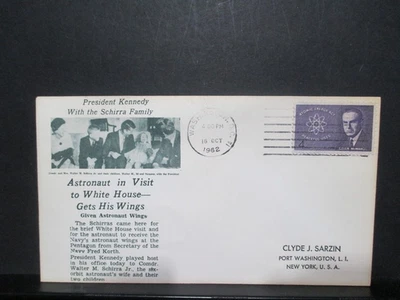 President Kennedy
With the Schirra Family
Astronaut in Visit
to White House—
Gets His Wings
Given Astronaut Wings
The Schirras came here for
the brief White House visit and
for the astronaut to receive the
Navy's astronaut wings at the
Pentagon from Secretary of the
Navy Fred North.
President Kennedy played host
in his office today to Comdr.
Walter M. Schirra Jr., the six-
orbit astronaut's wife and their
two children
16 OCT
1962
4¢
CLYDE J. SARZIN
PORT WASHINGTON, L. I.
NEW YORK, U. S. A.